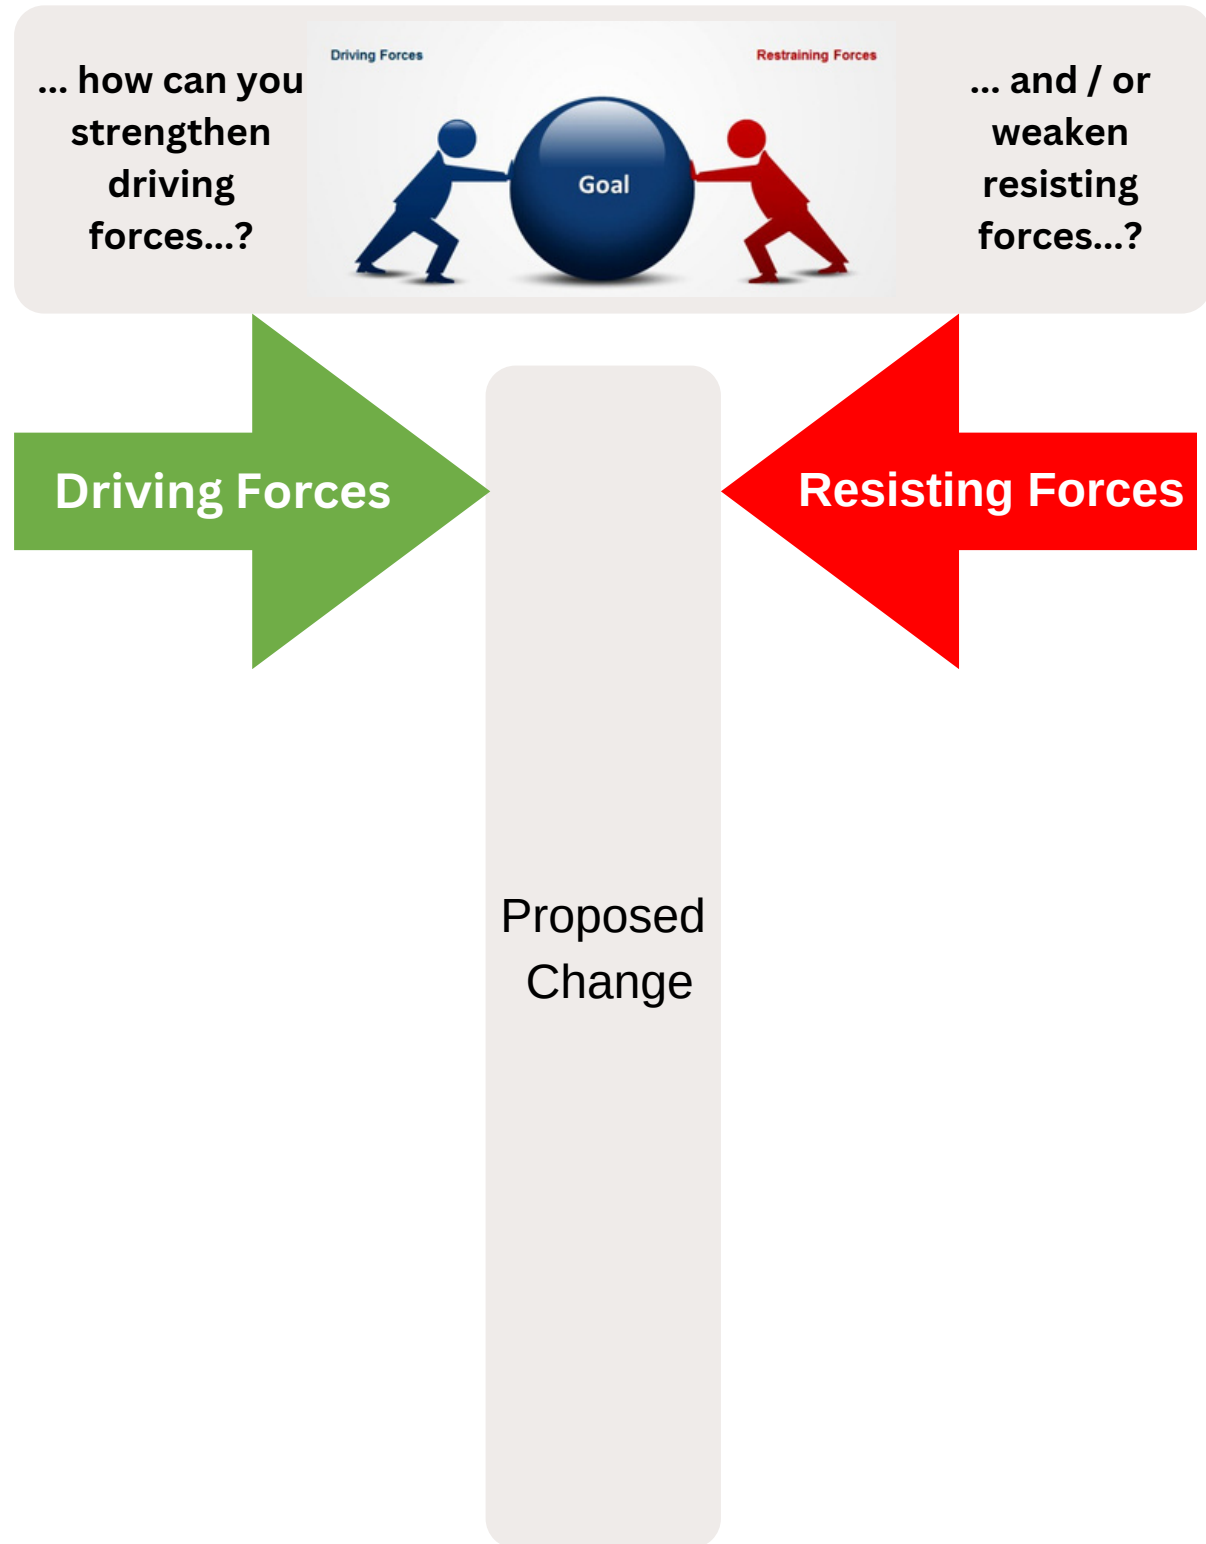 ... how can you
strengthen
driving
forces...?
Driving Forces
Restraining Forces
Goal
... and / or
weaken
resisting
forces...?
Driving Forces
Resisting Forces
Proposed
Change